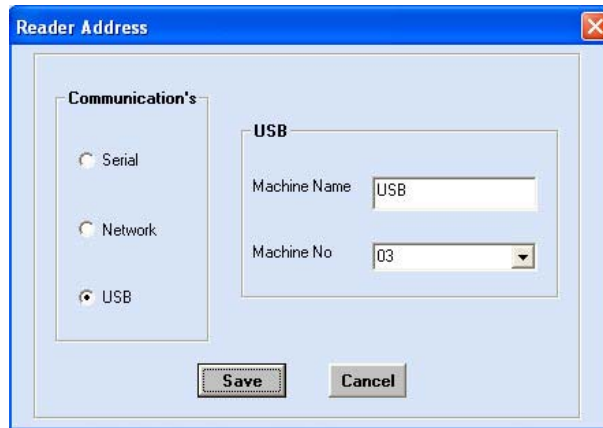 Reader Address
Communication's
Serial
Network
USB
USB
Machine Name
USB
Machine No
03
Save
Cancel